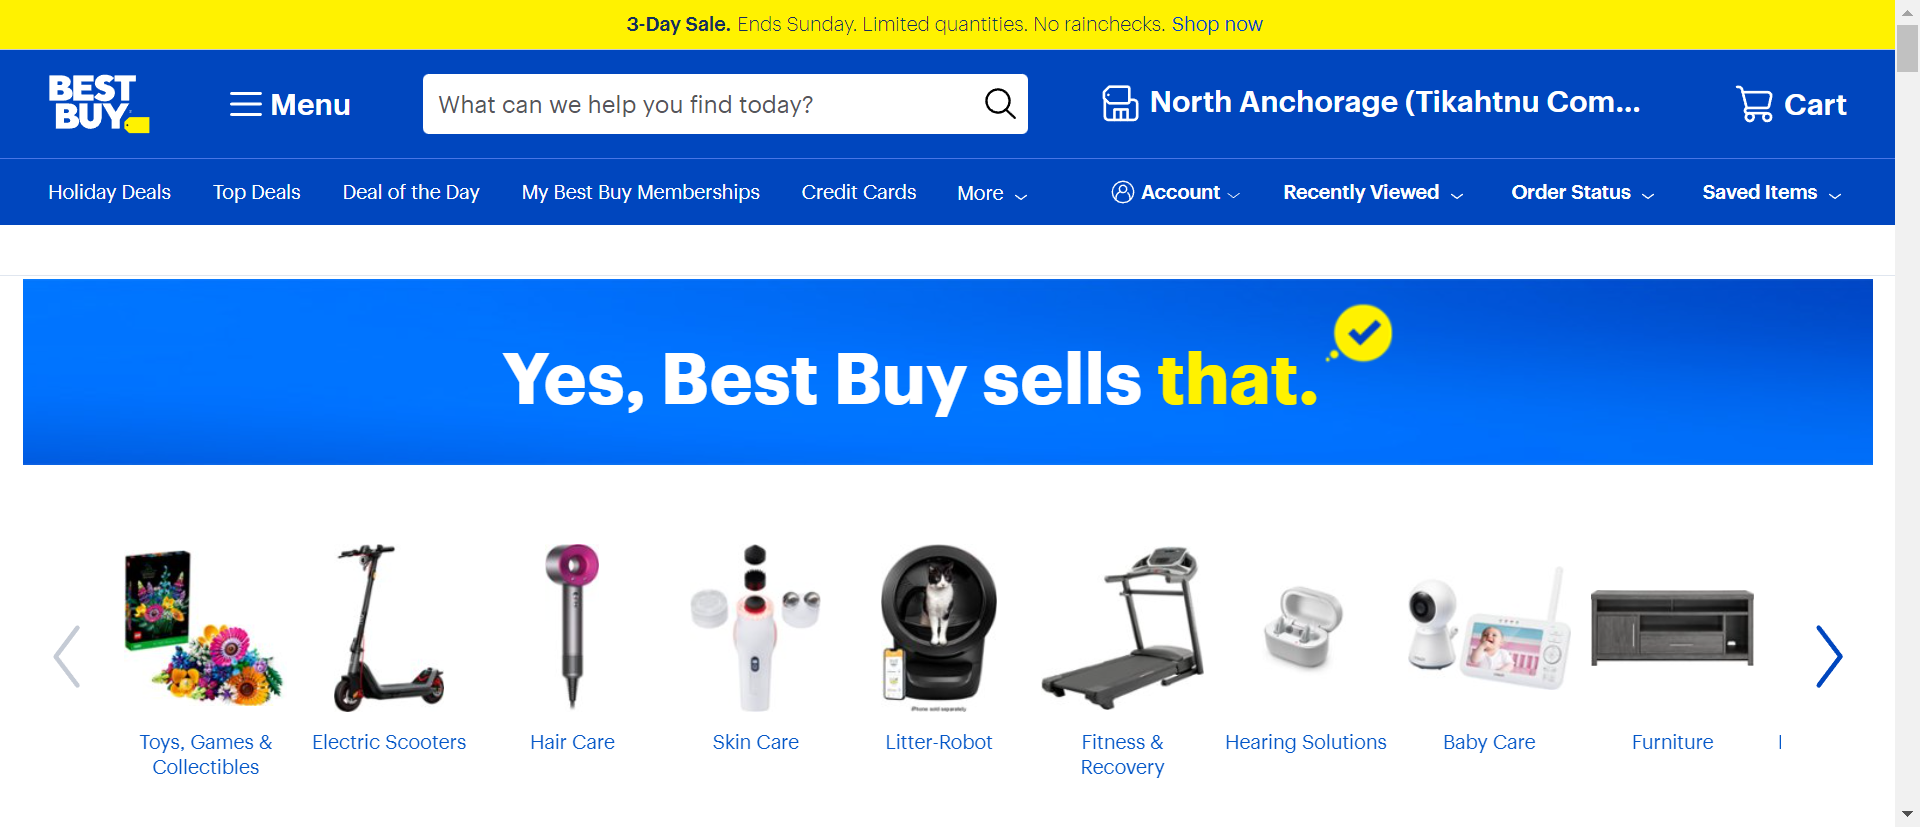 3-Day Sale. Ends Sunday. Limited quantities. No rainchecks. Shop now
BEST
BUY
Menu
What can we help you find today?
North Anchorage (Tikahtnu Com...
Cart
Holiday Deals
Top Deals
Deal of the Day
My Best Buy Memberships
Credit Cards
More
Account
Recently Viewed
Order Status
Saved Items
Yes, Best Buy sells that.
iPhone sold separately
Toys, Games &
Collectibles
Electric Scooters
Hair Care
Skin Care
Litter-Robot
Fitness &
Recovery
Hearing Solutions
Baby Care
Furniture